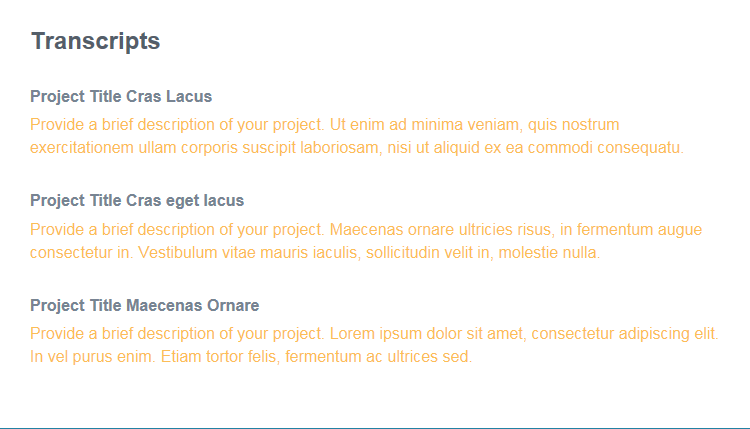 Transcripts
Project Title Cras Lacus
Provide a brief description of your project. Ut enim ad minima veniam, quis nostrum
exercitationem ullam corporis suscipit laboriosam, nisi ut aliquid ex ea commodi consequatu.
Project Title Cras eget lacus
Provide a brief description of your project. Maecenas ornare ultricies risus, in fermentum augue
consectetur in. Vestibulum vitae mauris iaculis, sollicitudin velit in, molestie nulla.
Project Title Maecenas Ornare
Provide a brief description of your project. Lorem ipsum dolor sit amet, consectetur adipiscing elit.
In vel purus enim. Etiam tortor felis, fermentum ac ultrices sed.